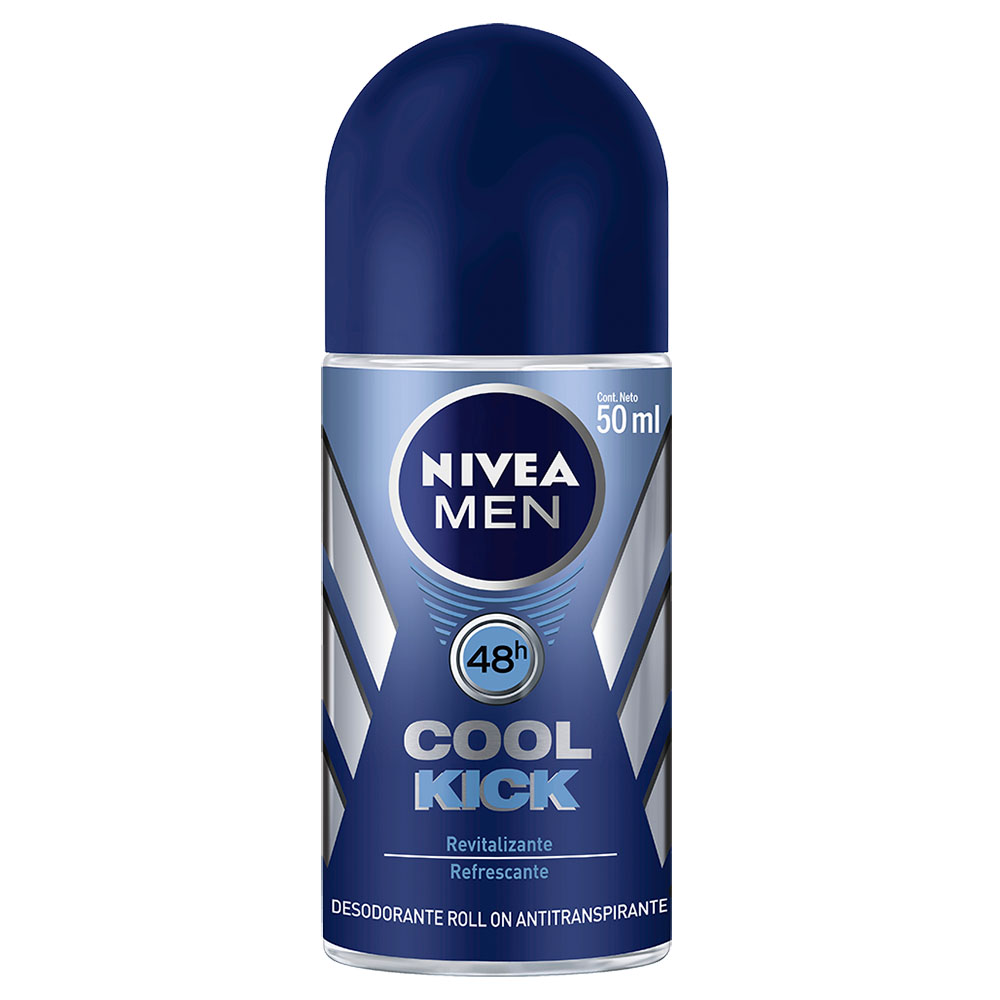 Cont. Neto
50 ml
NIVEA
MEN
48h
COOL
KICK
Revitalizante
Refrescante
DESODORANTE ROLL ON ANTITRANSPIRANTE